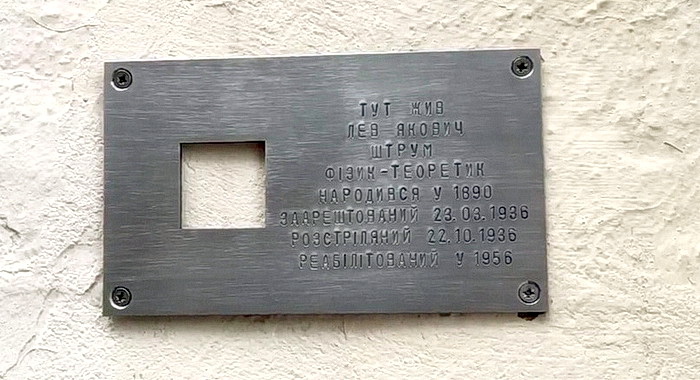 ТУТ ЖИВ
ЛЕВ ЯКОВИЧ
ШТРУМ
ФІЗИК-ТЕОРЕТИК
НАРОДИВСЯ У 1890
ЗААРЕШТОВАНИЙ 23.03.1936
РОЗСТРІЛЯНИЙ 22.10.1936
РЕАБІЛІТОВАНИЙ У 1956